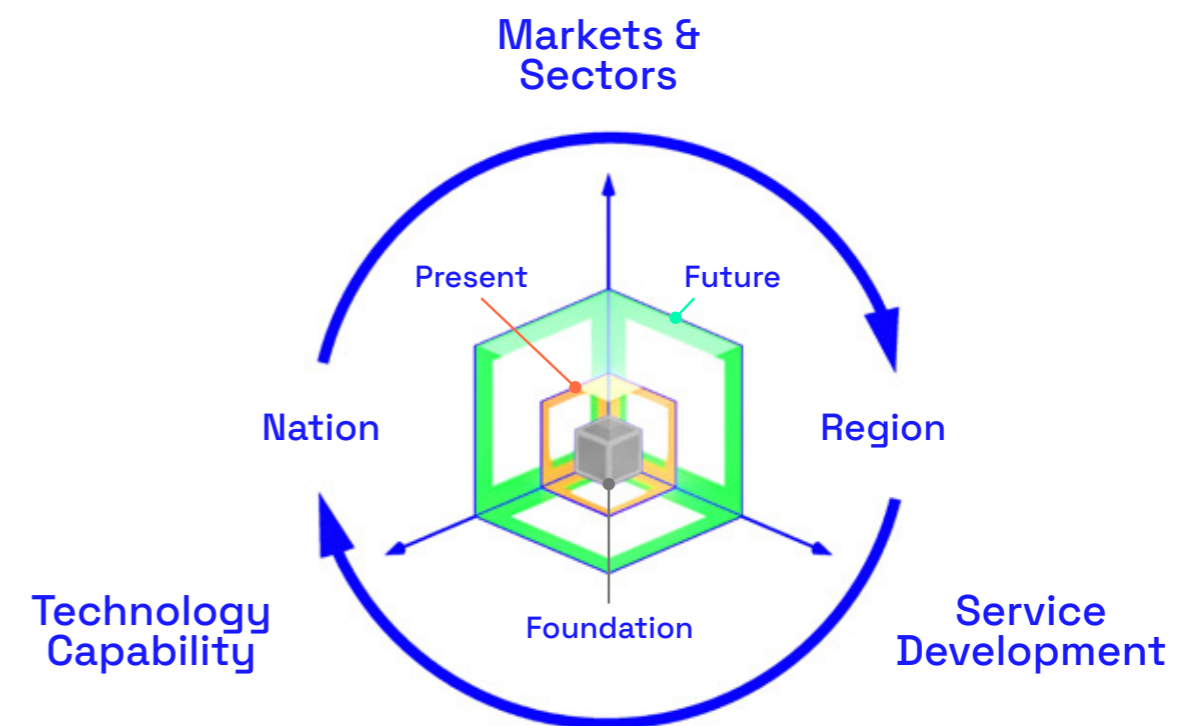 Markets &
Sectors
Present
Future
Nation
Region
Technology
Capability
Foundation
Service
Development